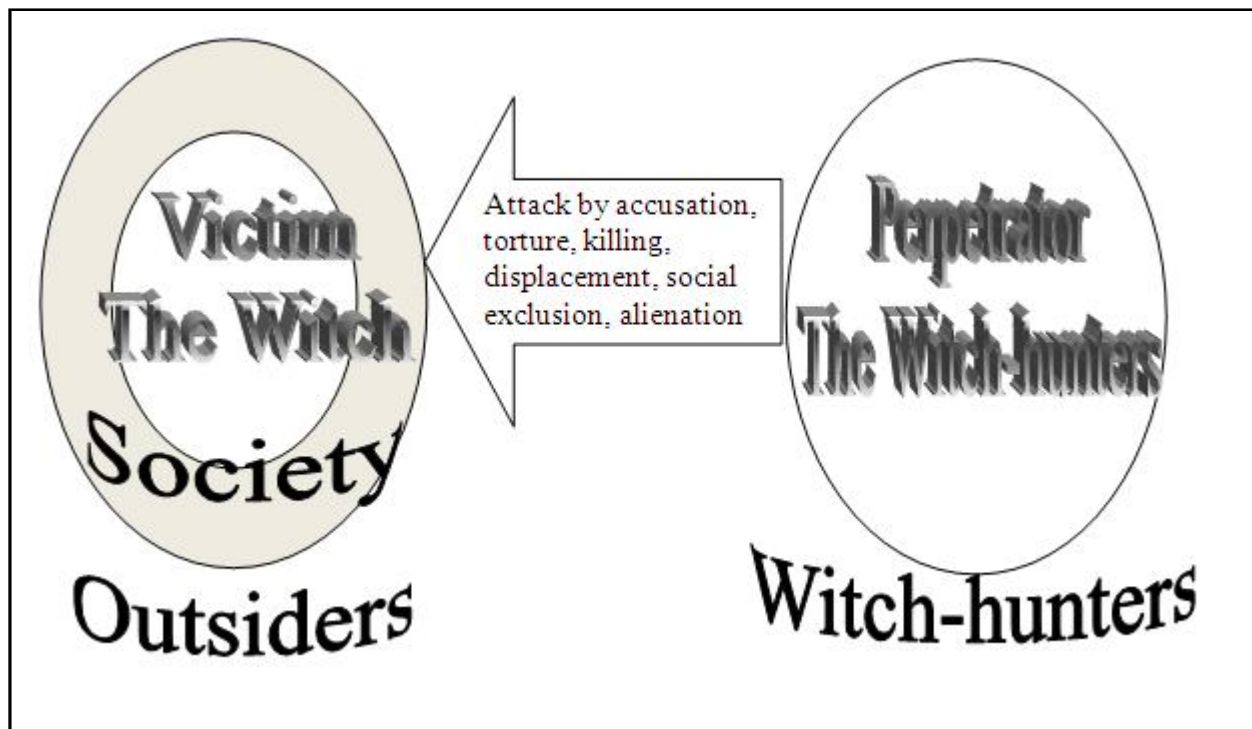 Victim
The Witch
Society
Outsiders
Attack by accusation,
torture, killing,
displacement, social
exclusion, alienation
Perpetrator
The Witch-hunters
Witch-hunters